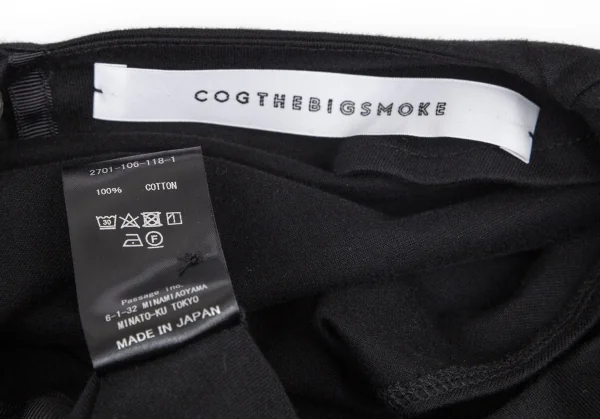 COGTHEBIGSMOKE
2701-106-118-1
100% COTTON
30
Passage inc.
6-1-32 MINAMIAOYAMA
MINATO-KU TOKYO
MADE IN JAPAN